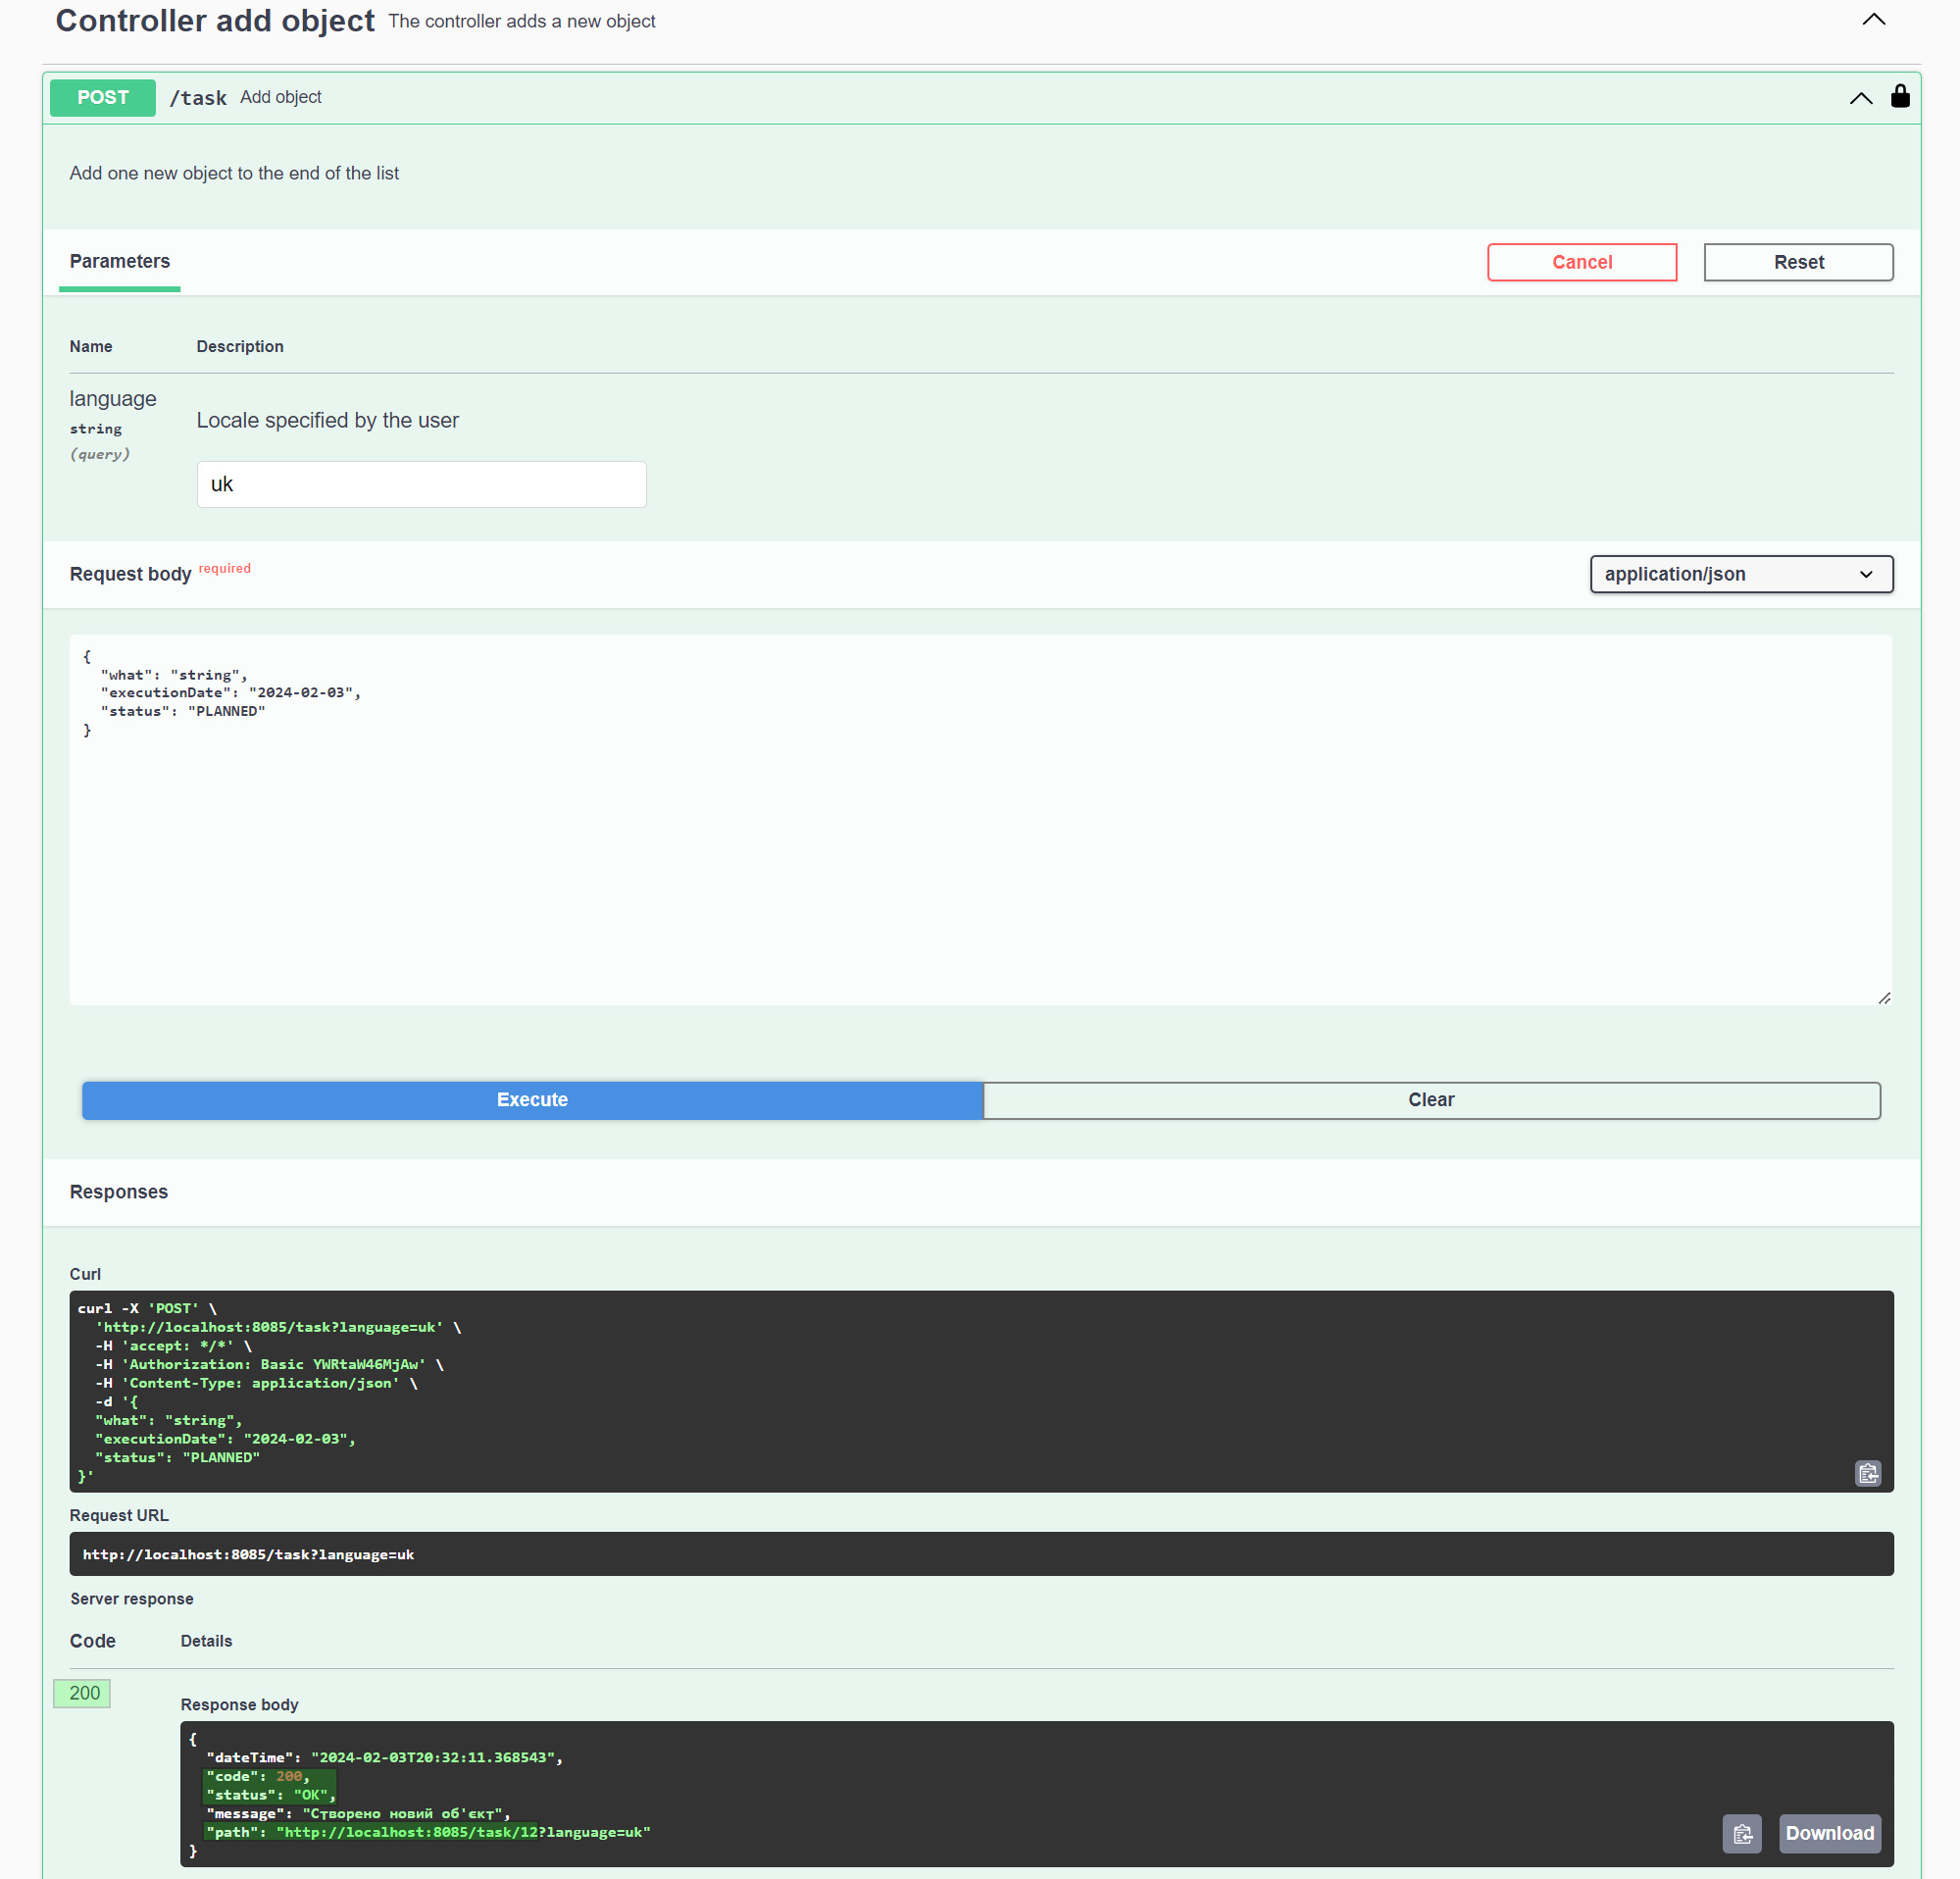 Controller add object The controller adds a new object
POST /task Add object
Add one new object to the end of the list
Parameters
Cancel
Reset
Name Description
language
string
(query)
Locale specified by the user
uk
Request body required
application/json
{
  "what": "string",
  "executionDate": "2024-02-03",
  "status": "PLANNED"
}
Execute
Clear
Responses
Curl
curl -X 'POST' \
  'http://localhost:8085/task?language=uk' \
  -H 'accept: */*' \
  -H 'Authorization: Basic YWRtaW46MjAw' \
  -H 'Content-Type: application/json' \
  -d '{
  "what": "string",
  "executionDate": "2024-02-03",
  "status": "PLANNED"
}'
Request URL
http://localhost:8085/task?language=uk
Server response
Code Details
200
Response body
{
  "dateTime": "2024-02-03T20:32:11.368543",
  "code": 200,
  "status": "OK",
  "message": "Створено новий об'єкт",
  "path": "http://localhost:8085/task/12?language=uk"
}
Download